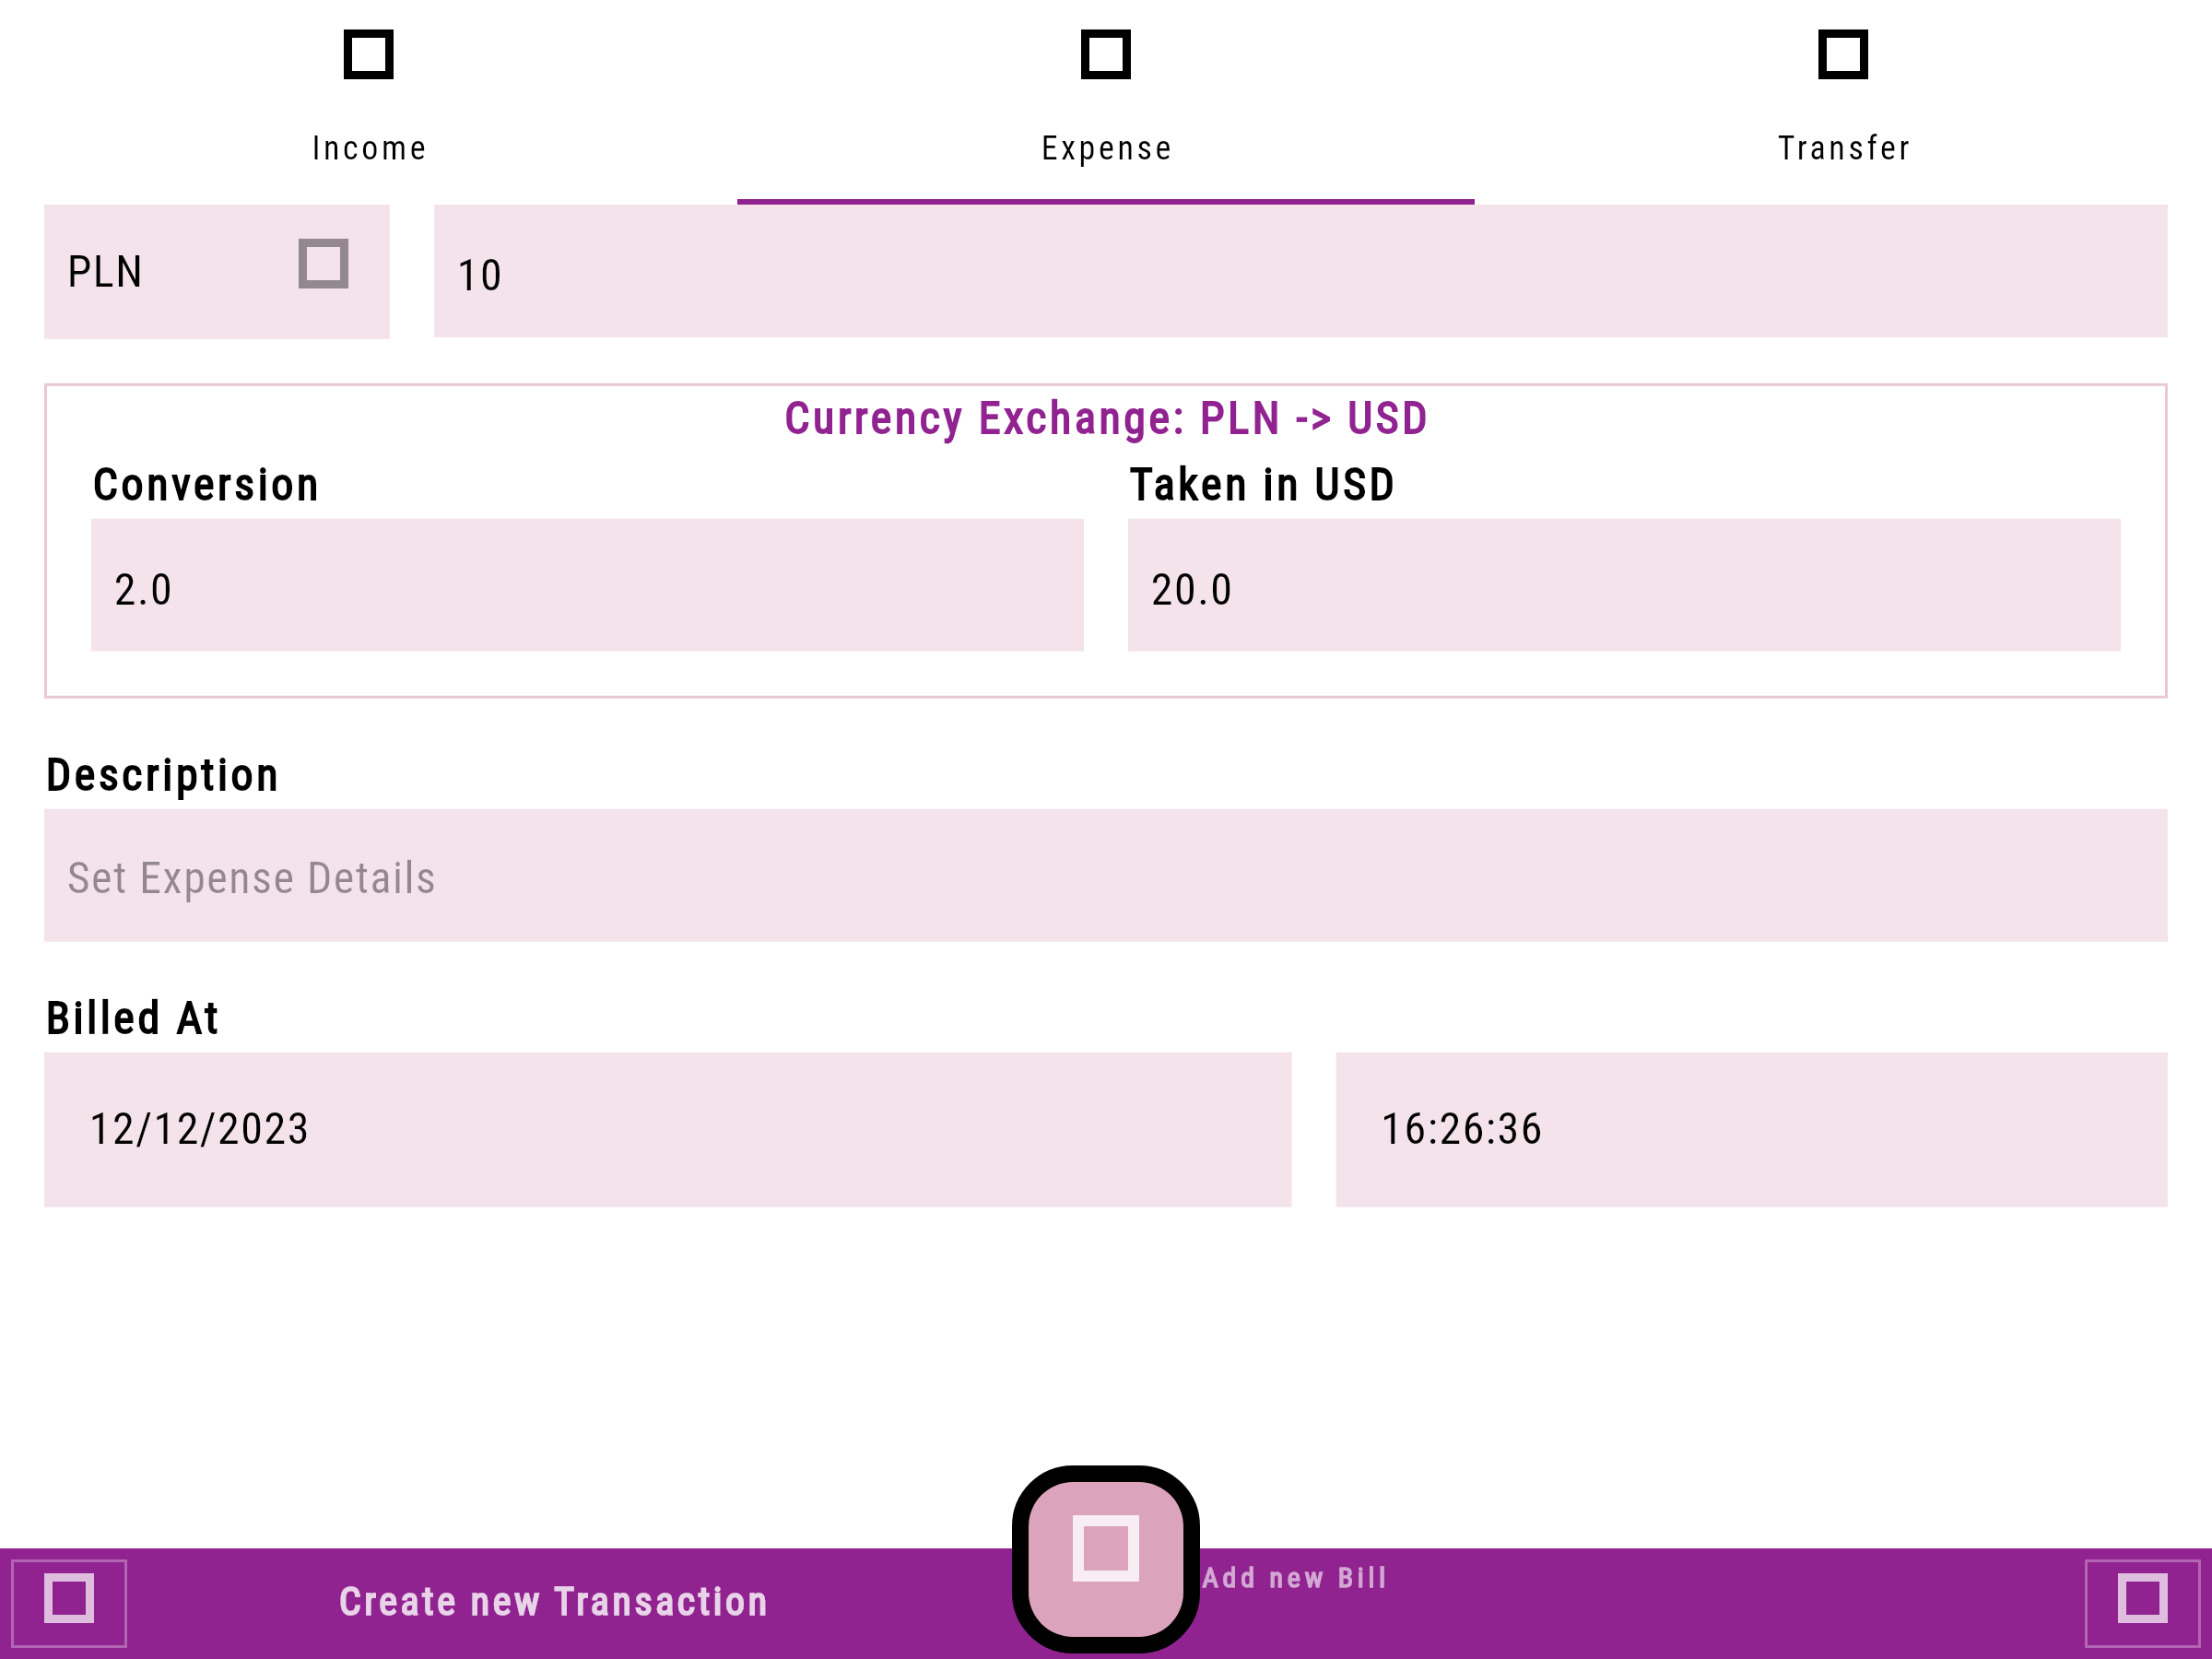 Income
Expense
Transfer
PLN
10
Currency Exchange: PLN -> USD
Conversion
Taken in USD
2.0
20.0
Description
Set Expense Details
Billed At
12/12/2023
16:26:36
Create new Transaction
Add new Bill